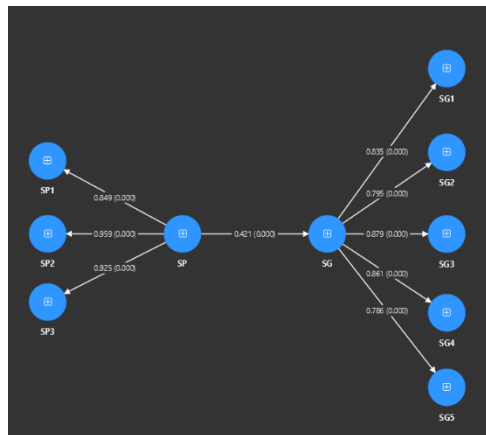 SG1
0.835 (0.000)
SG2
SP1
0.795 (0.000)
0.849 (0.000)
0.959 (0.000)
0.421 (0.000)
0.879 (0.000)
SP2
SP
SG
SG3
0.925 (0.000)
0.861 (0.000)
SP3
0.786 (0.000)
SG4
SG5